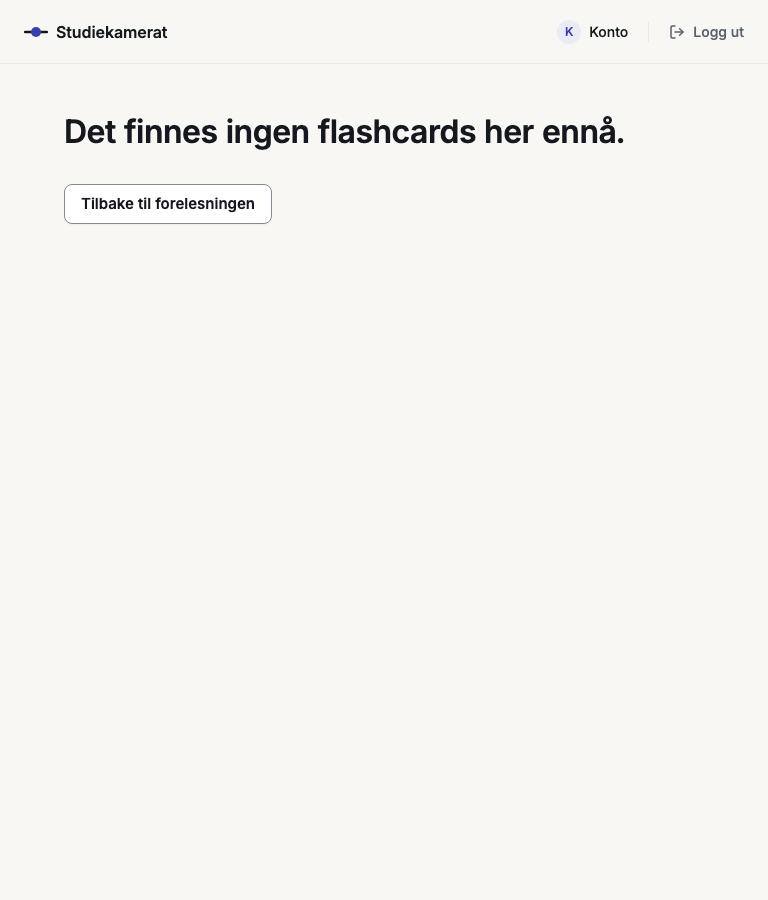 Studiekamerat
K Konto
Logg ut
Det finnes ingen flashcards her ennå.
Tilbake til forelesningen